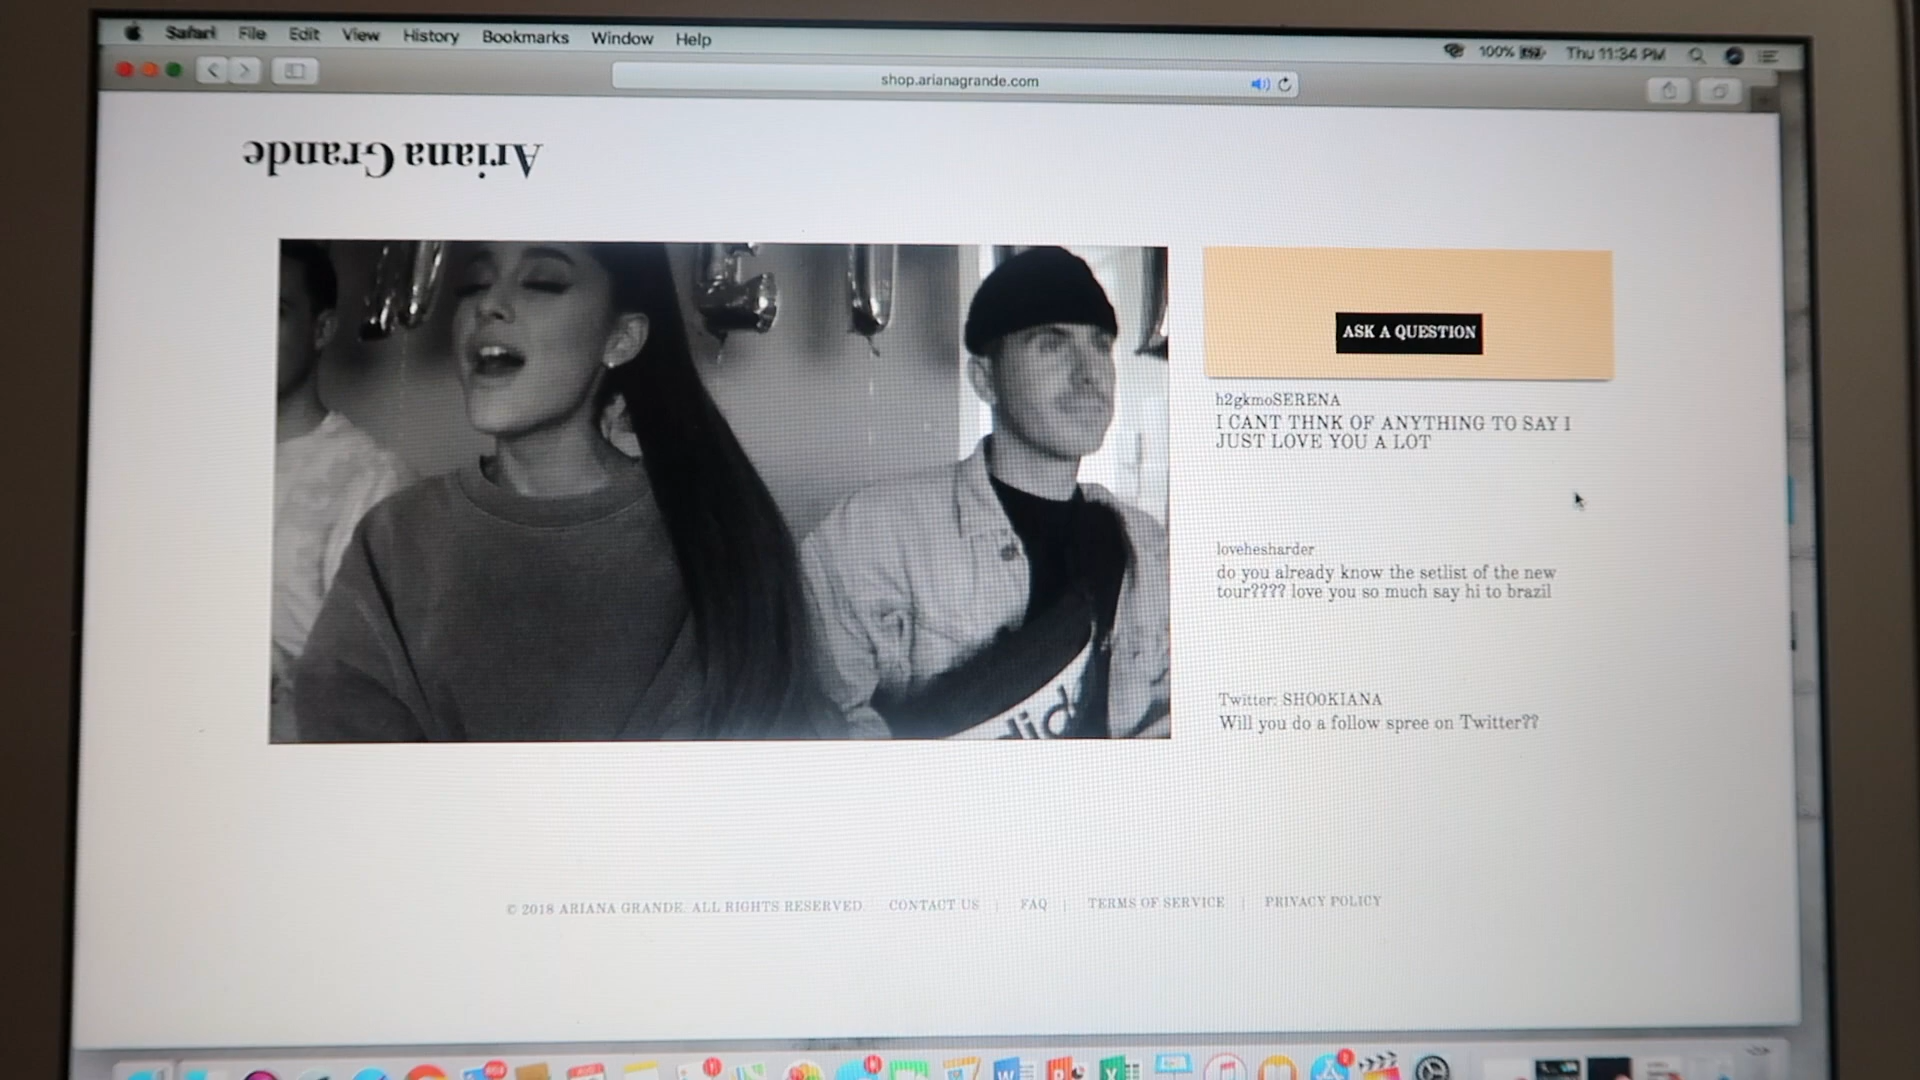 Safari File Edit View History Bookmarks Window Help
100% Thu 11:34 PM
shop.arianagrande.com
Ariana Grande
ASK A QUESTION
h2gkmoSERENA
I CANT THNK OF ANYTHING TO SAY I
JUST LOVE YOU A LOT
lovehesharder
do you already know the setlist of the new
tour???? love you so much say hi to brazil
Twitter: SHO0KIANA
Will you do a follow spree on Twitter??
© 2018 ARIANA GRANDE. ALL RIGHTS RESERVED. CONTACT US | FAQ | TERMS OF SERVICE | PRIVACY POLICY